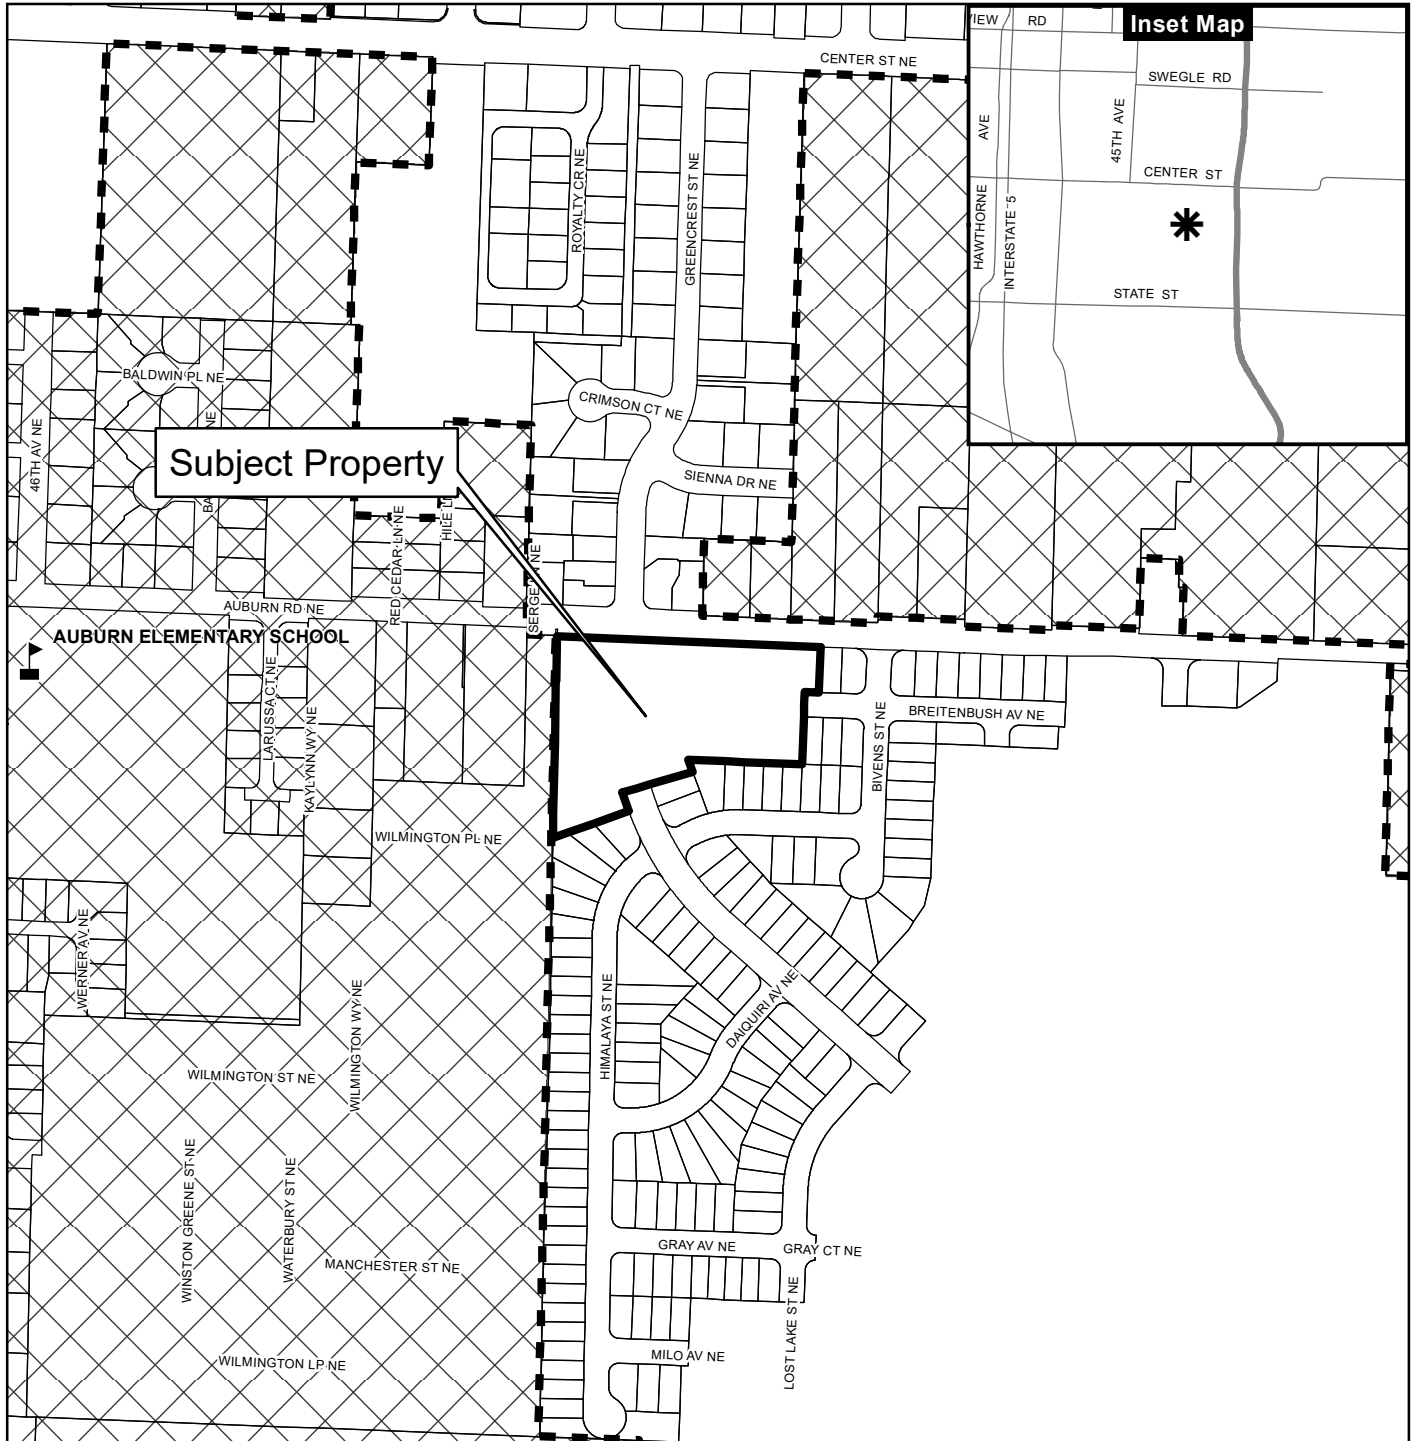 CENTER ST NE
Inset Map
VIEW RD
SWEGLE RD
AVE
45TH AVE
CENTER ST
HAWTHORNE
INTERSTATE 5
STATE ST
ROYALTY CR NE
GREENCREST ST NE
BALDWIN PL NE
CRIMSON CT NE
46TH AV NE
Subject Property
SIENNA DR NE
RED CEDAR LN NE
AUBURN RD NE
AUBURN ELEMENTARY SCHOOL
LARUSSA CT NE
KAYLYNN WY NE
BREITENBUSH AV NE
BIVENS ST NE
WILMINGTON PL NE
WERNER AV NE
HIMALAYA ST NE
DAIQUIRI AV NE
WILMINGTON WY NE
WILMINGTON ST NE
WINSTON GREENE ST NE
WATERBURY ST NE
MANCHESTER ST NE
GRAY AV NE
GRAY CT NE
LOST LAKE ST NE
MILO AV NE
WILMINGTON LP NE